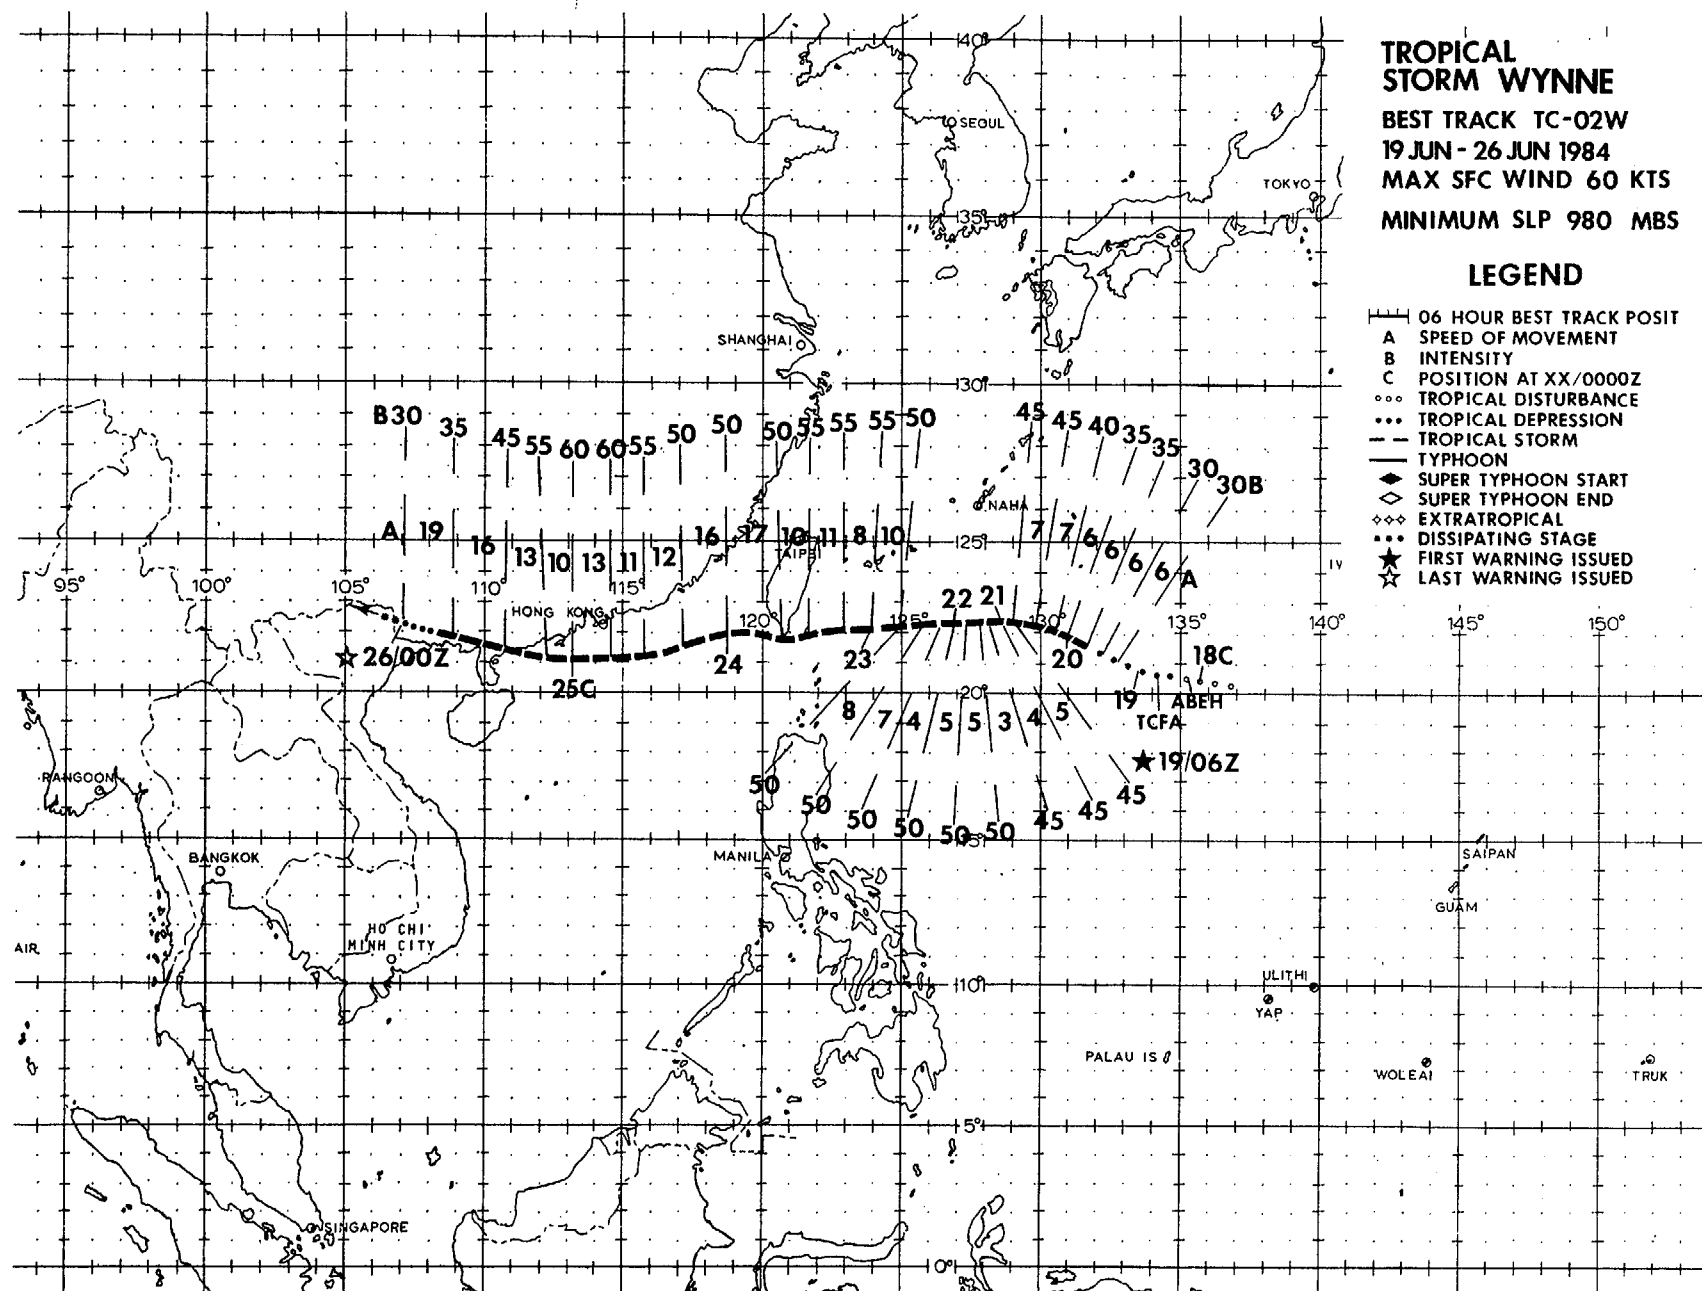 TROPICAL
STORM WYNNE
BEST TRACK TC-02W
19 JUN - 26 JUN 1984
MAX SFC WIND 60 KTS
MINIMUM SLP 980 MBS
LEGEND
06 HOUR BEST TRACK POSIT
A SPEED OF MOVEMENT
B INTENSITY
C POSITION AT XX/0000Z
TROPICAL DISTURBANCE
TROPICAL DEPRESSION
TROPICAL STORM
TYPHOON
SUPER TYPHOON START
SUPER TYPHOON END
EXTRATROPICAL
DISSIPATING STAGE
FIRST WARNING ISSUED
LAST WARNING ISSUED
40°
SEOUL
TOKYO
35°
SHANGHAI
30°
B30 35 45 55 60 60 55 50 50 50 55 55 55 50 45 45 40 35 35 30 30B
NAHA
A 19 16 13 10 13 11 12 16 17 10 11 8 10 7 7 6 6 6 6 A
TAIPEI
25°
95° 100° 105° 110° 115° 120° 125° 130° 135° 140° 145° 150°
HONG KONG
22 21
26/00Z 25C 24 23 20 19 18C
20°
ABEH
TCFA
8 7 4 5 5 3 4 4 5
19/06Z
50 50 50 50 50 50 45 45 45
RANGOON
15°
MANILA
BANGKOK
SAIPAN
GUAM
HO CHI
MINH CITY
AIR
ULITHI
10°
YAP
PALAU IS
WOLEAI
TRUK
5°
SINGAPORE
0°